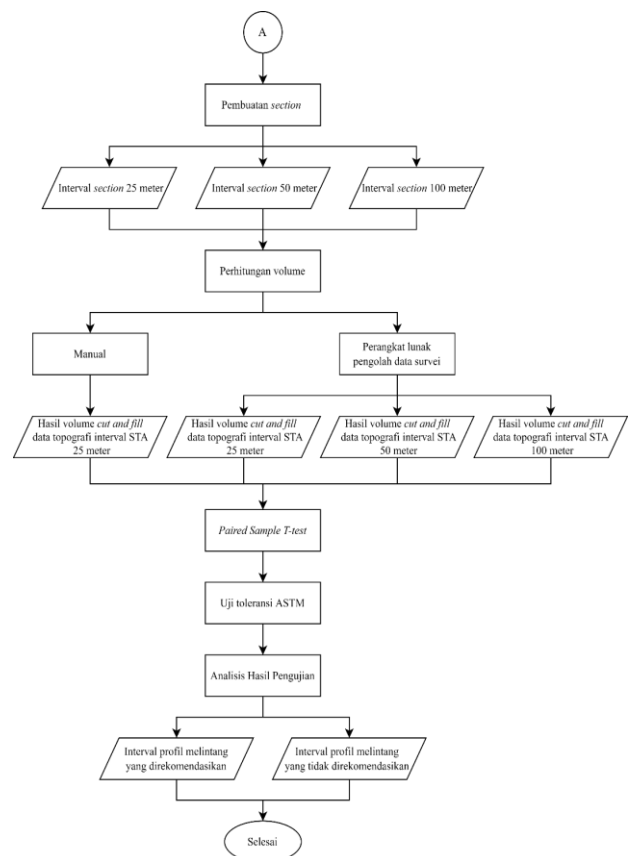 A
Pembuatan section
Interval section 25 meter
Interval section 50 meter
Interval section 100 meter
Perhitungan volume
Manual
Perangkat lunak
pengolah data survei
Hasil volume cut and fill
data topografi interval STA
25 meter
Hasil volume cut and fill
data topografi interval STA
25 meter
Hasil volume cut and fill
data topografi interval STA
50 meter
Hasil volume cut and fill
data topografi interval STA
100 meter
Paired Sample T-test
Uji toleransi ASTM
Analisis Hasil Pengujian
Interval profil melintang
yang direkomendasikan
Interval profil melintang
yang tidak direkomendasikan
Selesai